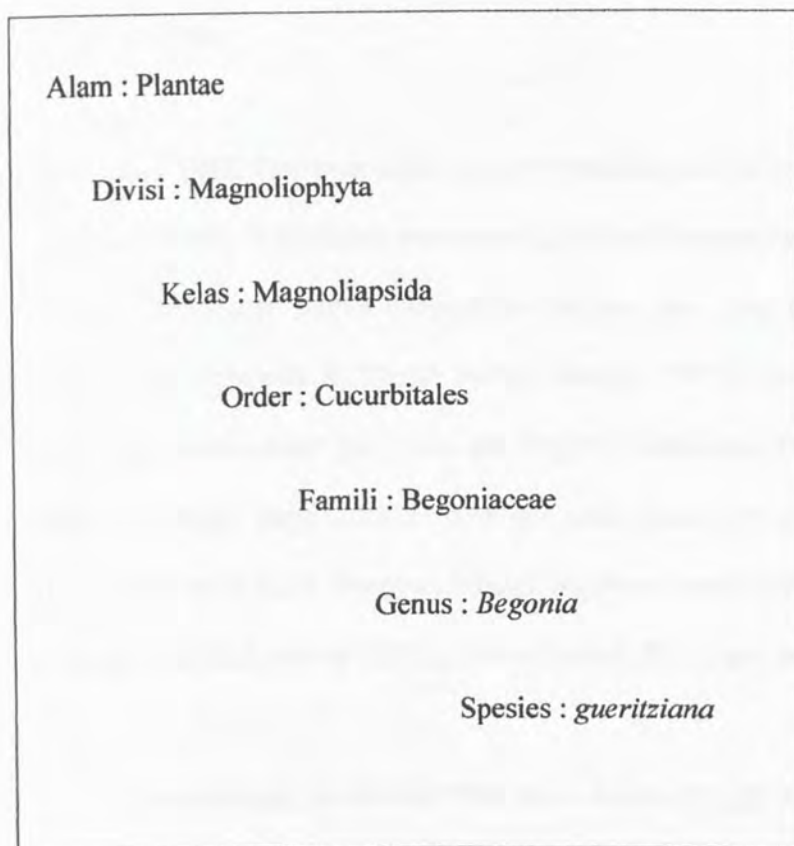 Alam : Plantae
Divisi : Magnoliophyta
Kelas : Magnoliapsida
Order : Cucurbitales
Famili : Begoniaceae
Genus : Begonia
Spesies : gueritziana